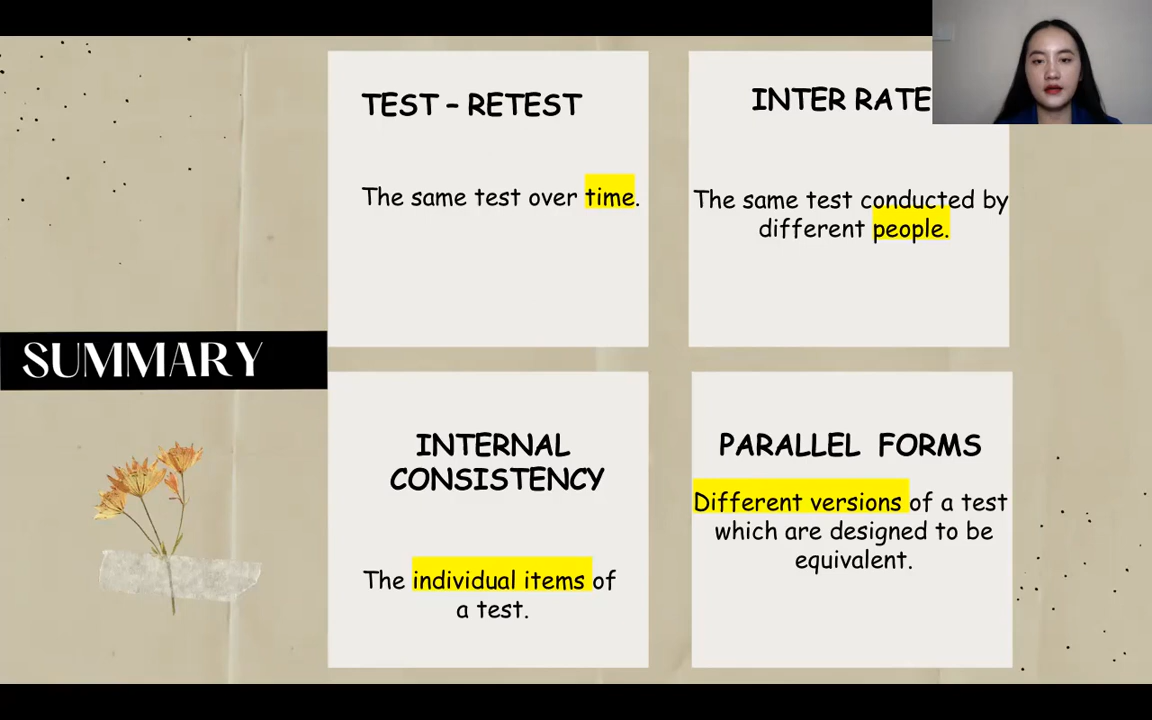 TEST – RETEST
The same test over time.
INTER RATE
The same test conducted by
different people.
SUMMARY
INTERNAL
CONSISTENCY
The individual items of
a test.
PARALLEL FORMS
Different versions of a test
which are designed to be
equivalent.